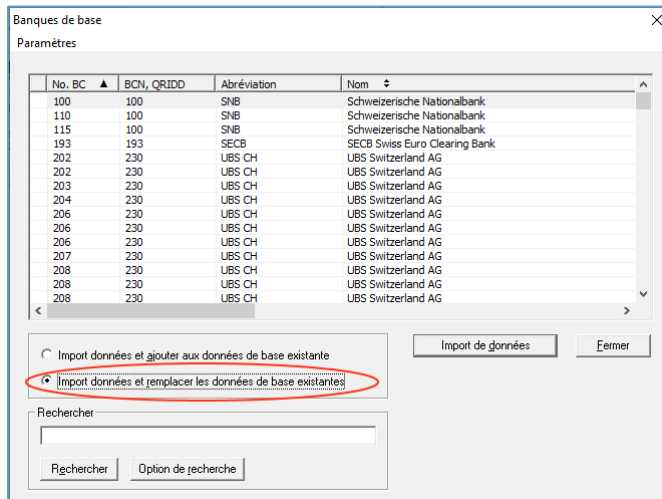 Banques de base
Paramètres
No. BC BCN, QRIDD Abréviation Nom
100 100 SNB Schweizerische Nationalbank
110 100 SNB Schweizerische Nationalbank
115 100 SNB Schweizerische Nationalbank
193 193 SECB SECB Swiss Euro Clearing Bank
202 230 UBS CH UBS Switzerland AG
202 230 UBS CH UBS Switzerland AG
203 230 UBS CH UBS Switzerland AG
204 230 UBS CH UBS Switzerland AG
206 230 UBS CH UBS Switzerland AG
206 230 UBS CH UBS Switzerland AG
206 230 UBS CH UBS Switzerland AG
207 230 UBS CH UBS Switzerland AG
208 230 UBS CH UBS Switzerland AG
208 230 UBS CH UBS Switzerland AG
208 230 UBS CH UBS Switzerland AG
Import données et ajouter aux données de base existante
Import de données Fermer
Import données et remplacer les données de base existantes
Rechercher
Rechercher Option de recherche